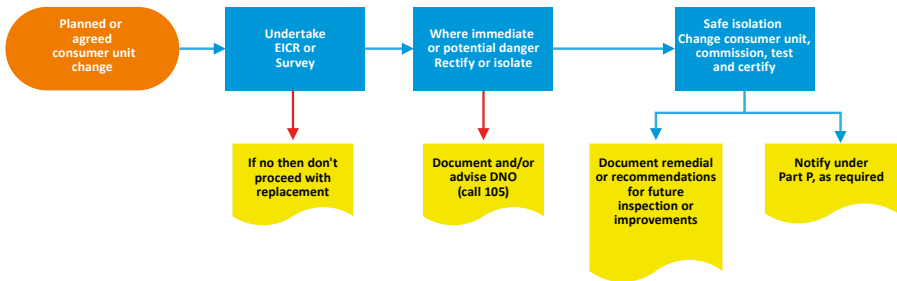 Planned or
agreed
consumer unit
change
Undertake
EICR or
Survey
Where immediate
or potential danger
Rectify or isolate
Safe isolation
Change consumer unit,
commission, test
and certify
If no then don't
proceed with
replacement
Document and/or
advise DNO
(call 105)
Document remedial
or recommendations
for future
inspection or
improvements
Notify under
Part P, as required